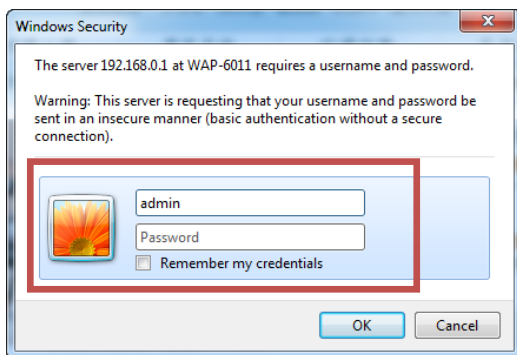 Windows Security
The server 192.168.0.1 at WAP-6011 requires a username and password.
Warning: This server is requesting that your username and password be
sent in an insecure manner (basic authentication without a secure
connection).
admin
Password
Remember my credentials
OK Cancel